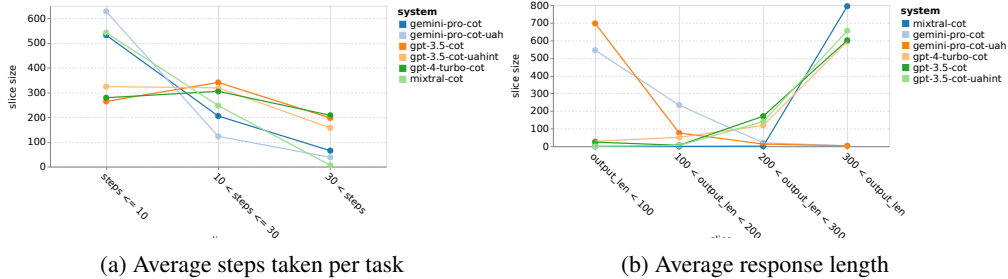 system
gemini-pro-cot
gemini-pro-cot-uah
gpt-3.5-cot
gpt-3.5-cot-uahint
gpt-4-turbo-cot
mixtral-cot
600
500
400
300
200
100
0
slice size
steps <= 10
10 < steps <= 30
30 < steps
(a) Average steps taken per task
system
mixtral-cot
gemini-pro-cot
gemini-pro-cot-uah
gpt-4-turbo-cot
gpt-3.5-cot
gpt-3.5-cot-uahint
800
700
600
500
400
300
200
100
0
slice size
output_len < 100
100 < output_len < 200
200 < output_len < 300
300 < output_len
(b) Average response length